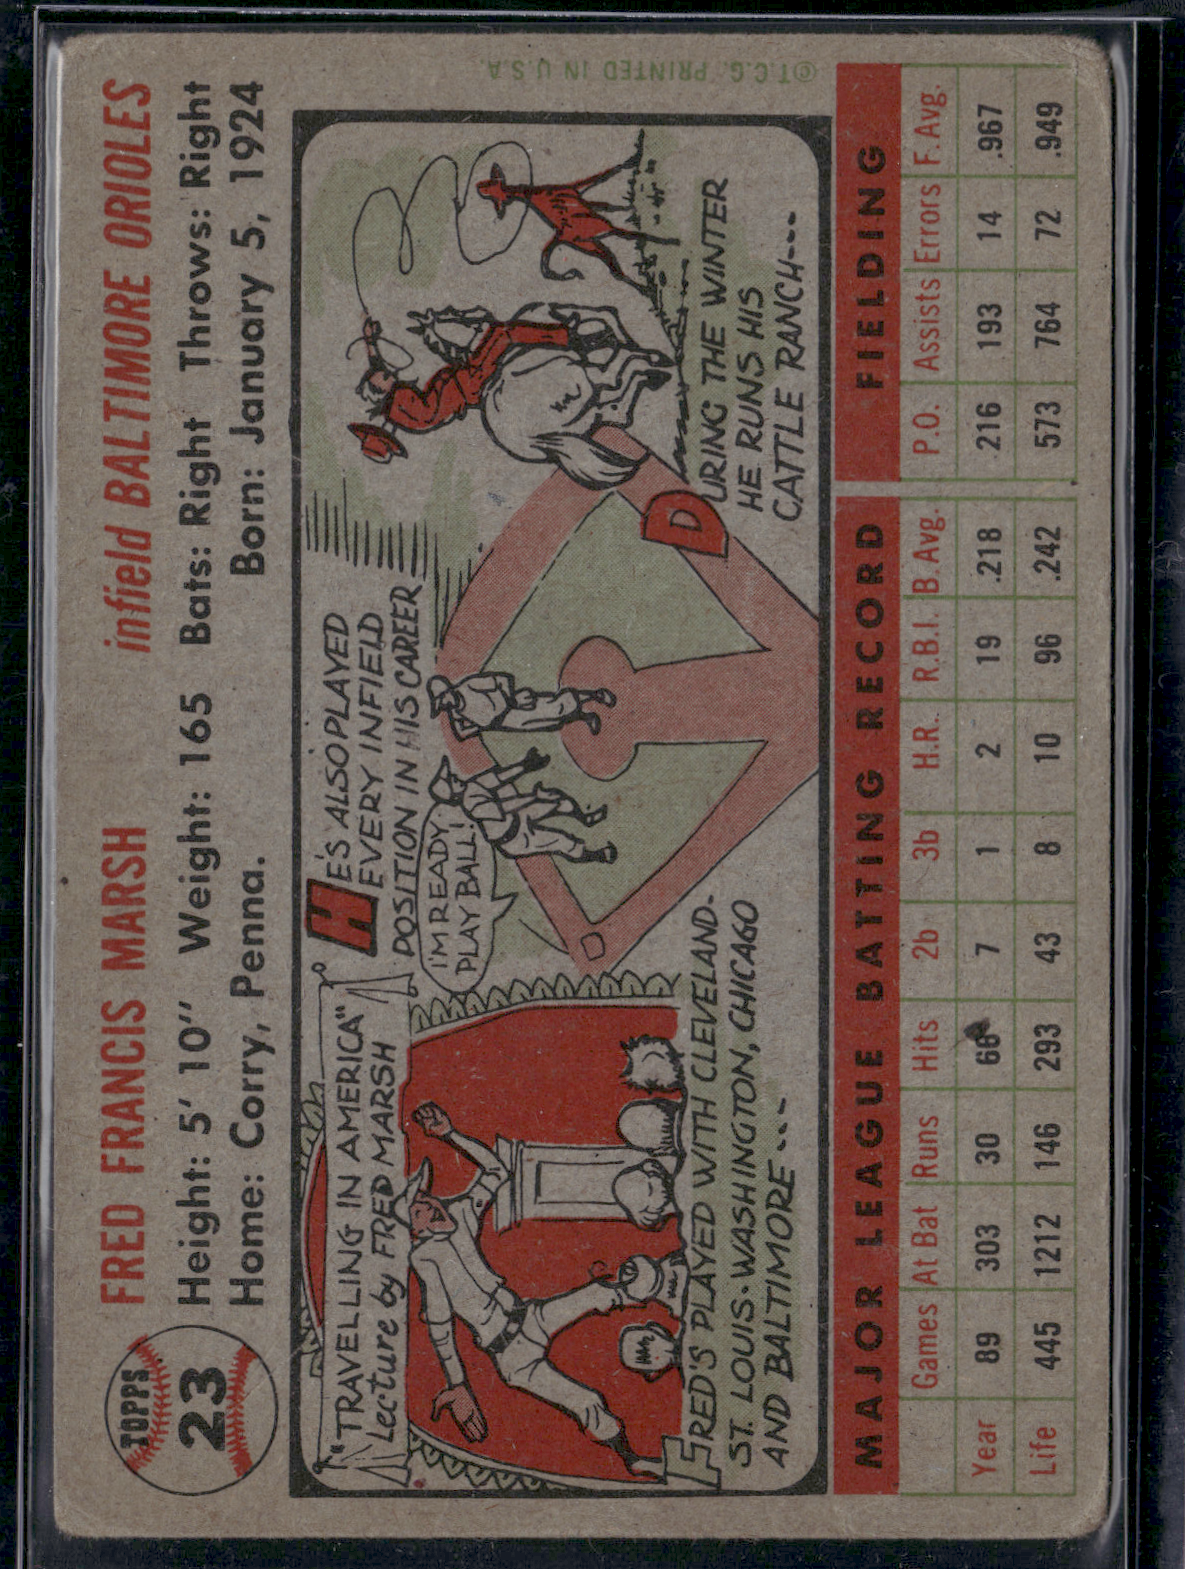 TOPPS
23
FRED FRANCIS MARSH infield BALTIMORE ORIOLES
Height: 5' 10" Weight: 165 Bats: Right Throws: Right
Home: Corry, Penna. Born: January 5, 1924
"TRAVELLING IN AMERICA"
Lecture by FRED MARSH
FRED'S PLAYED WITH CLEVELAND-
ST. LOUIS-WASHINGTON, CHICAGO
AND BALTIMORE---
HE'S ALSO PLAYED
EVERY INFIELD
POSITION IN HIS CAREER
I'M READY,
PLAY BALL!
DURING THE WINTER
HE RUNS HIS
CATTLE RANCH---
MAJOR LEAGUE BATTING RECORD FIELDING
Games At Bat Runs Hits 2b 3b H.R. R.B.I. B. Avg. P.O. Assists Errors F. Avg.
Year 89 303 30 66 7 1 2 19 .218 216 193 14 .967
Life 445 1212 146 293 43 8 10 96 .242 573 764 72 .949
©T.C.G. PRINTED IN U.S.A.